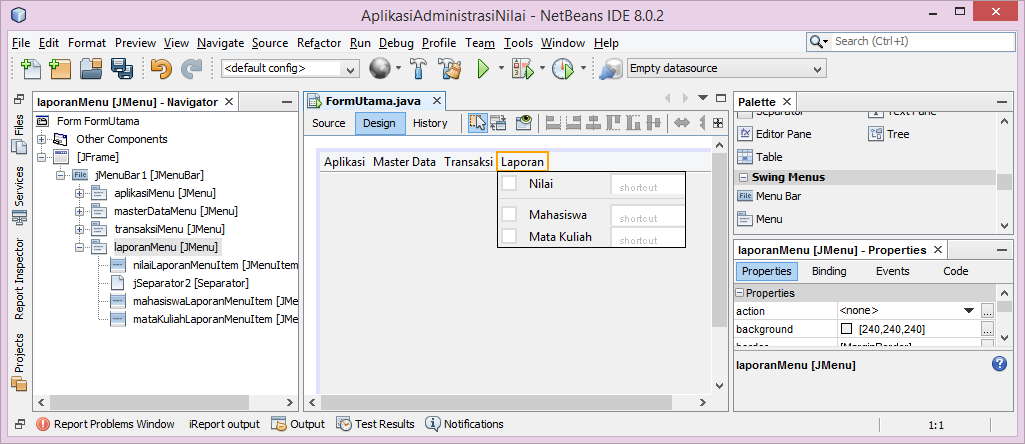 AplikasiAdministrasiNilai - NetBeans IDE 8.0.2
File Edit Format Preview View Navigate Source Refactor Run Debug Profile Team Tools Window Help
Search (Ctrl+I)
<default config>
Empty datasource
Files
Services
Report Inspector
Projects
laporanMenu [JMenu] - Navigator
Form FormUtama
Other Components
[JFrame]
jMenuBar1 [JMenuBar]
aplikasiMenu [JMenu]
masterDataMenu [JMenu]
transaksiMenu [JMenu]
laporanMenu [JMenu]
nilaiLaporanMenuItem [JMenuItem
jSeparator2 [Separator]
mahasiswaLaporanMenuItem [JMe
mataKuliahLaporanMenuItem [JMe
FormUtama.java
Source Design History
Aplikasi Master Data Transaksi Laporan
Nilai shortcut
Mahasiswa shortcut
Mata Kuliah shortcut
Palette
Separator Text Pane
Editor Pane Tree
Table
Swing Menus
Menu Bar
Menu
laporanMenu [JMenu] - Properties
Properties Binding Events Code
Properties
action <none>
background [240,240,240]
border [MarginBorder]
laporanMenu [JMenu]
Report Problems Window iReport output Output Test Results Notifications
1:1